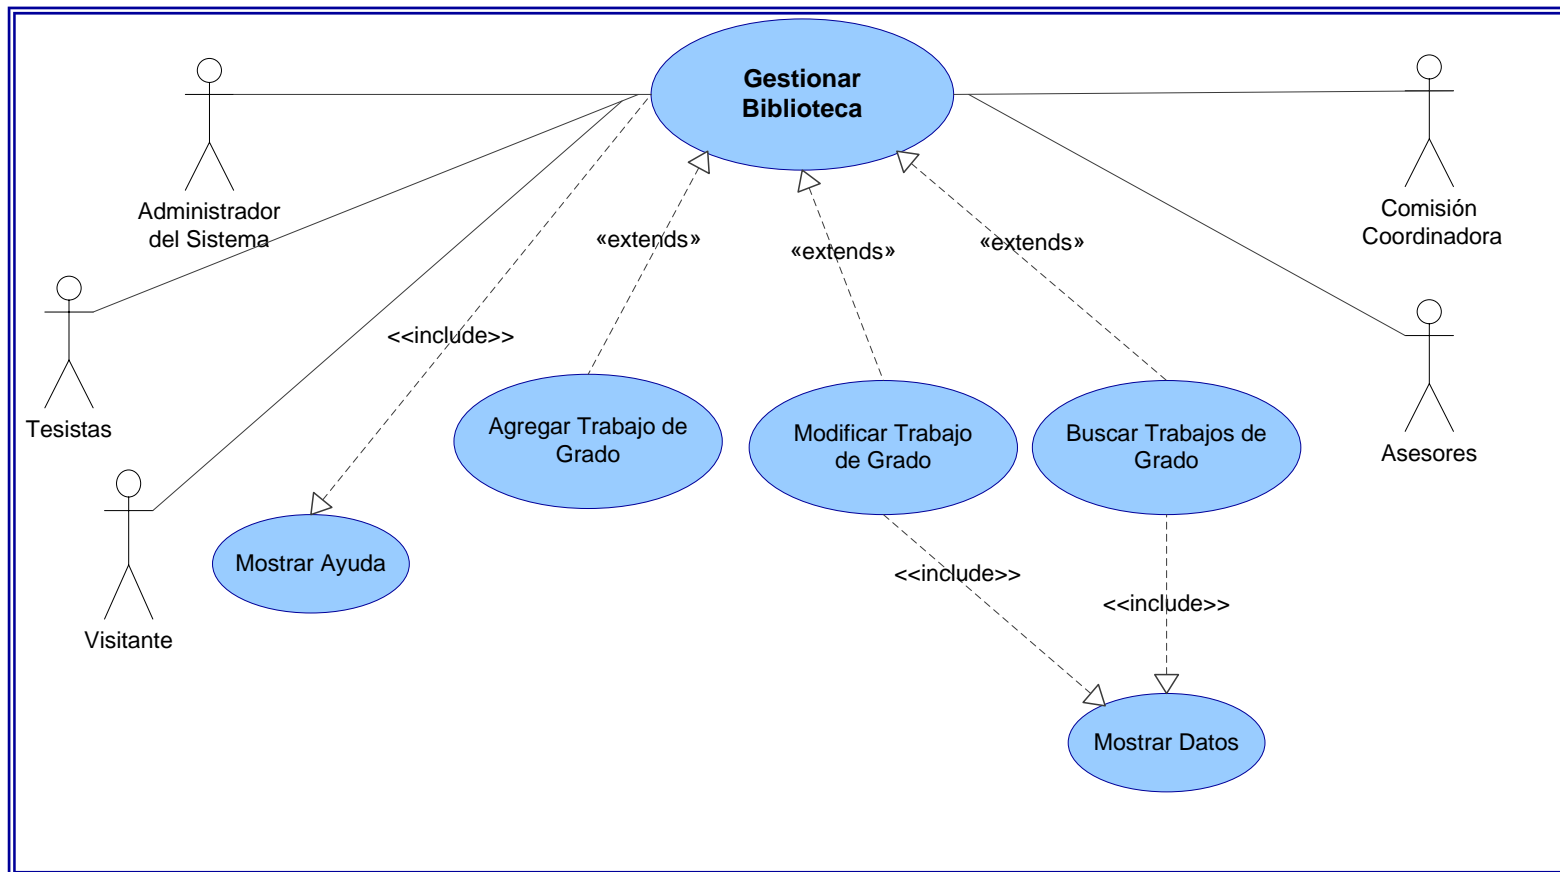 Gestionar
Biblioteca
Administrador
del Sistema
Comisión
Coordinadora
«extends»
«extends»
«extends»
<<include>>
Tesistas
Agregar Trabajo de
Grado
Modificar Trabajo
de Grado
Buscar Trabajos de
Grado
Asesores
Mostrar Ayuda
<<include>>
<<include>>
Visitante
Mostrar Datos